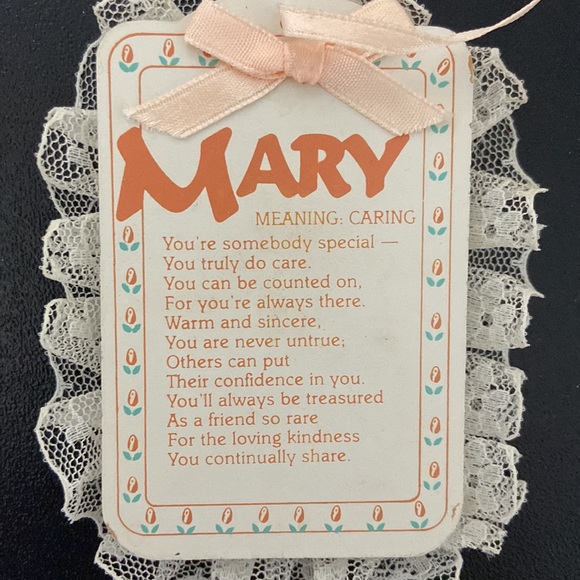 MARY
MEANING: CARING
You're somebody special —
You truly do care.
You can be counted on,
For you're always there.
Warm and sincere,
You are never untrue;
Others can put
Their confidence in you.
You'll always be treasured
As a friend so rare
For the loving kindness
You continually share.